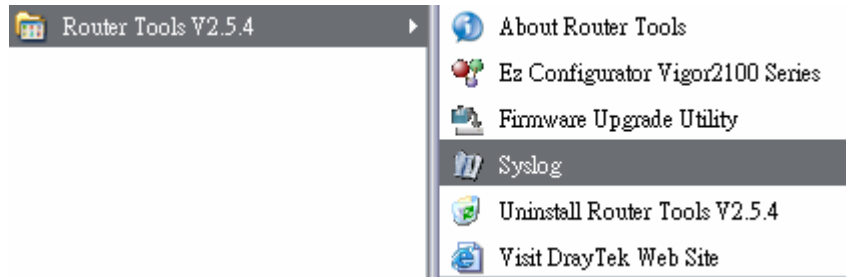 Router Tools V2.5.4
About Router Tools
Ez Configurator Vigor2100 Series
Firmware Upgrade Utility
Syslog
Uninstall Router Tools V2.5.4
Visit DrayTek Web Site